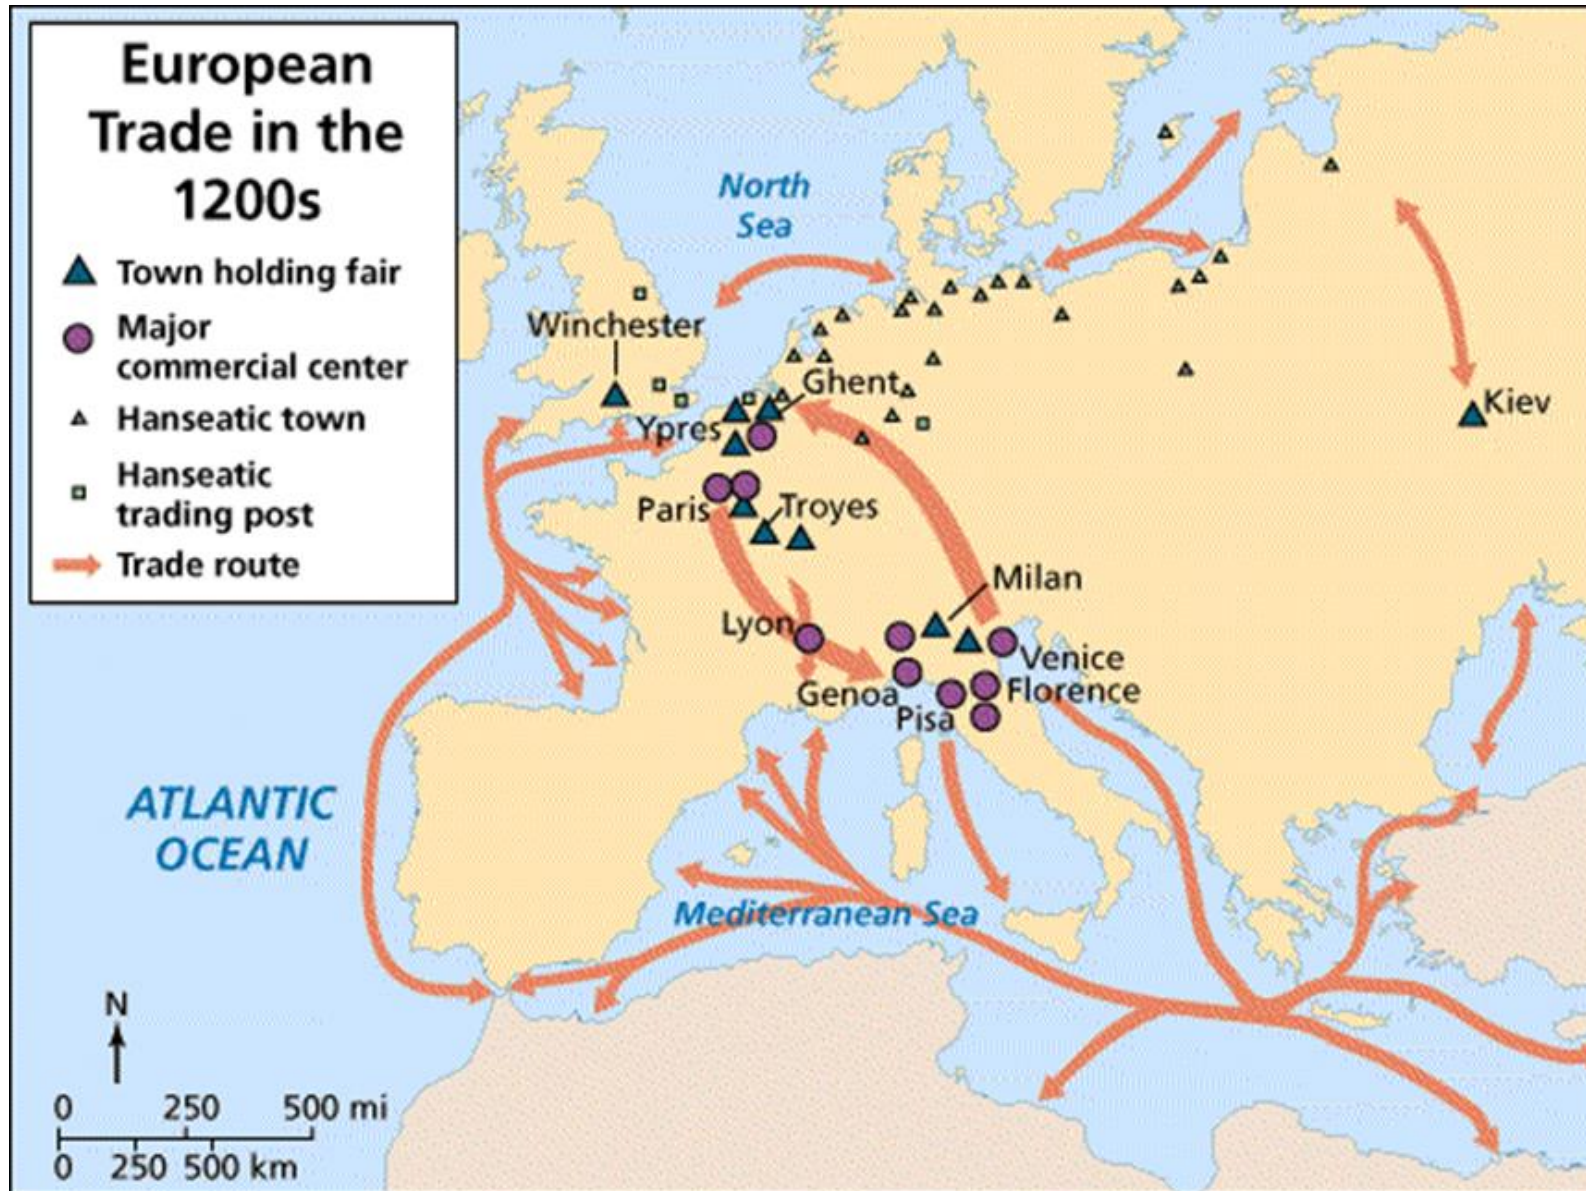 European
Trade in the
1200s
Town holding fair
Major
commercial center
Hanseatic town
Hanseatic
trading post
Trade route
North
Sea
Winchester
Ghent
Ypres
Kiev
Paris
Troyes
Milan
Lyon
Venice
Genoa
Florence
Pisa
ATLANTIC
OCEAN
Mediterranean Sea
N
0 250 500 mi
0 250 500 km